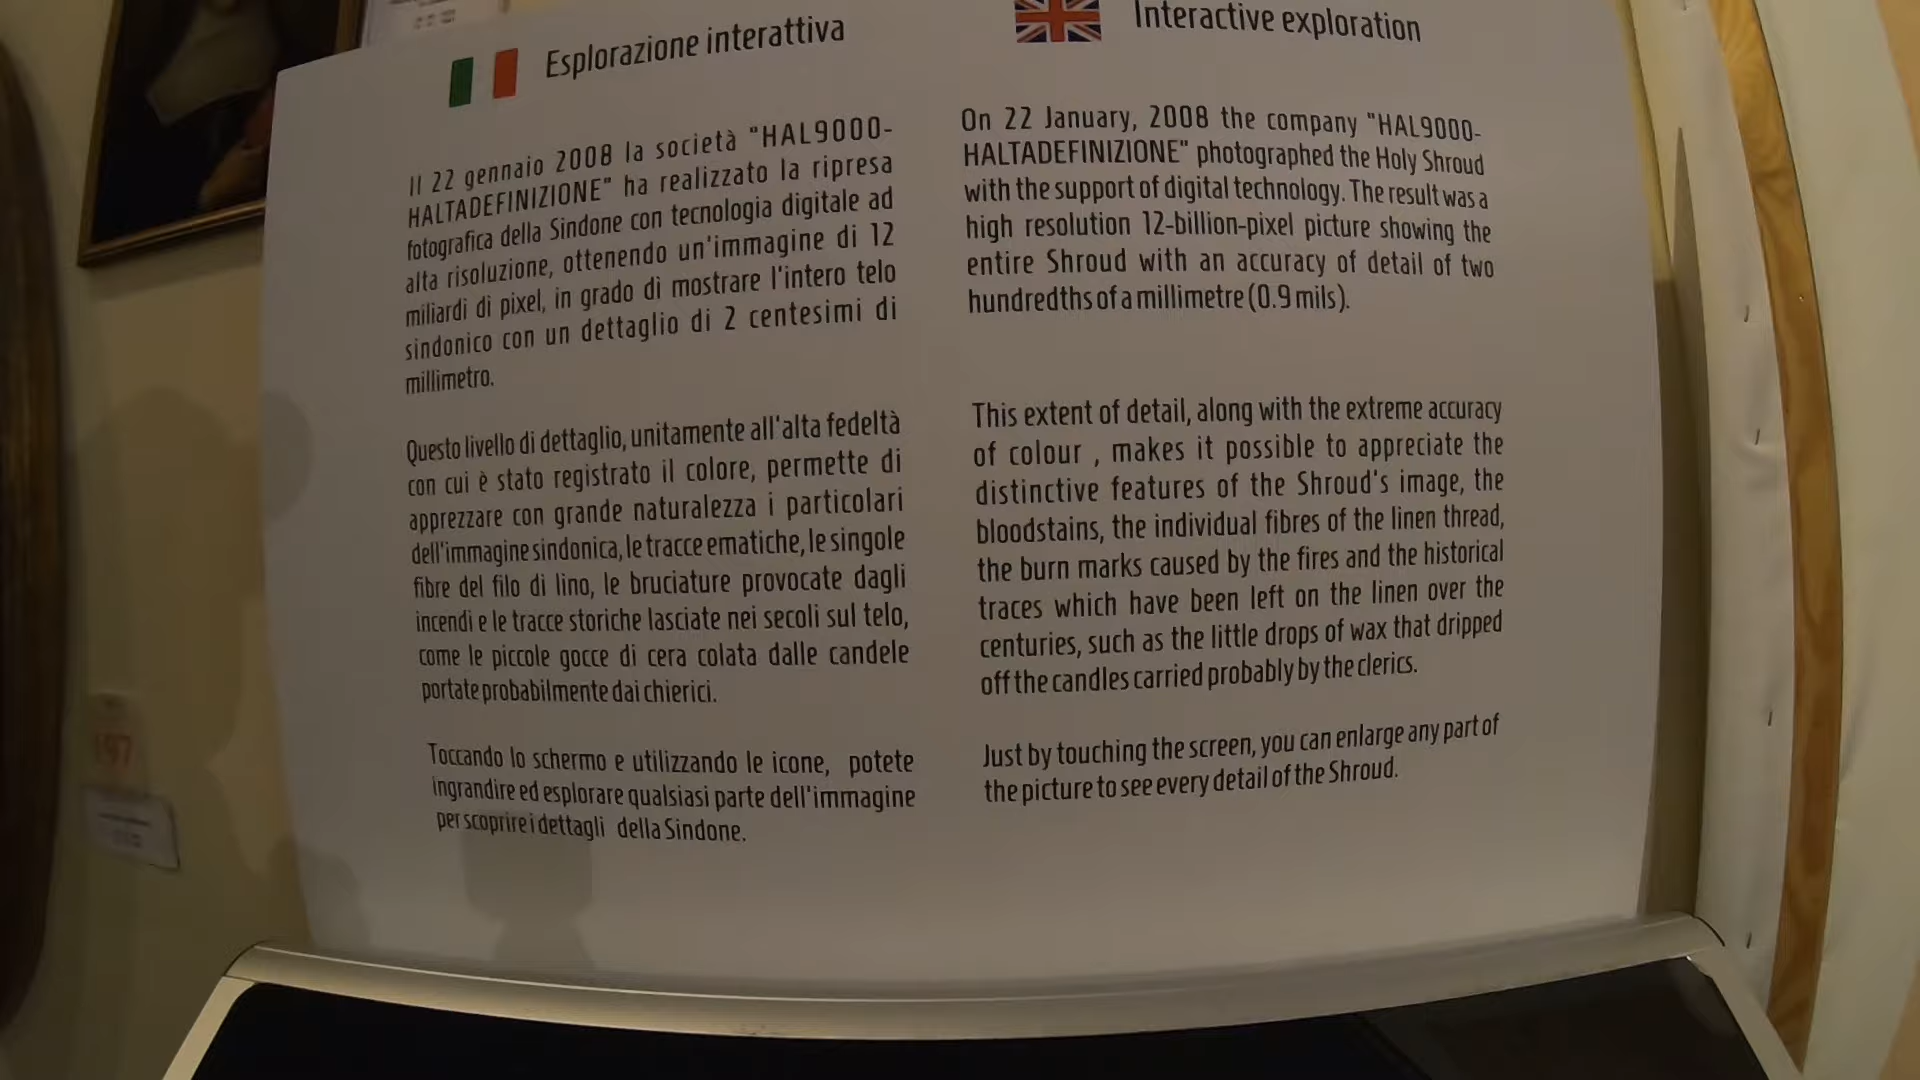 Esplorazione interattiva
Il 22 gennaio 2008 la società "HAL9000-
HALTADEFINIZIONE" ha realizzato la ripresa
fotografica della Sindone con tecnologia digitale ad
alta risoluzione, ottenendo un'immagine di 12
miliardi di pixel, in grado di mostrare l'intero telo
sindonico con un dettaglio di 2 centesimi di
millimetro.
Questo livello di dettaglio, unitamente all'alta fedeltà
con cui è stato registrato il colore, permette di
apprezzare con grande naturalezza i particolari
dell'immagine sindonica, le tracce ematiche, le singole
fibre del filo di lino, le bruciature provocate dagli
incendi e le tracce storiche lasciate nei secoli sul telo,
come le piccole gocce di cera colata dalle candele
portate probabilmente dai chierici.
Toccando lo schermo e utilizzando le icone, potete
ingrandire ed esplorare qualsiasi parte dell'immagine
per scoprire i dettagli della Sindone.
Interactive exploration
On 22 January, 2008 the company "HAL9000-
HALTADEFINIZIONE" photographed the Holy Shroud
with the support of digital technology. The result was a
high resolution 12-billion-pixel picture showing the
entire Shroud with an accuracy of detail of two
hundredths of a millimetre (0.9 mils).
This extent of detail, along with the extreme accuracy
of colour , makes it possible to appreciate the
distinctive features of the Shroud's image, the
bloodstains, the individual fibres of the linen thread,
the burn marks caused by the fires and the historical
traces which have been left on the linen over the
centuries, such as the little drops of wax that dripped
off the candles carried probably by the clerics.
Just by touching the screen, you can enlarge any part of
the picture to see every detail of the Shroud.
197